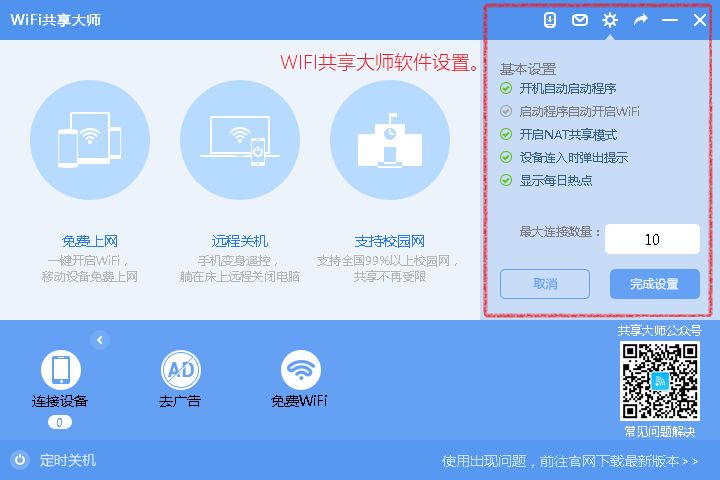 WiFi共享大师
WIFI共享大师软件设置。
基本设置
开机自动启动程序
启动程序自动开启WiFi
开启NAT共享模式
设备连入时弹出提示
显示每日热点
最大连接数量：
10
取消
完成设置
免费上网
一键开启WiFi，
移动设备免费上网
远程关机
手机变身遥控，
躺在床上远程关闭电脑
支持校园网
支持全国99%以上校园网，
共享不再受限
连接设备
0
AD
去广告
免费WiFi
共享大师公众号
常见问题解决
定时关机
使用出现问题，前往官网下载最新版本>>